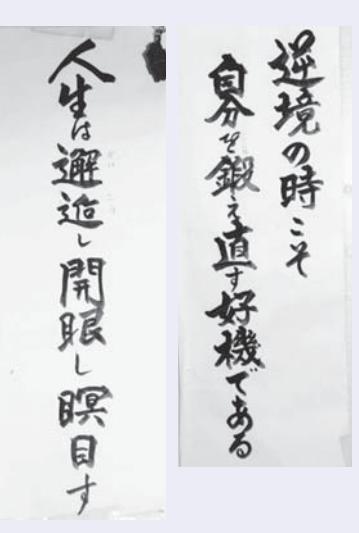 逆境の時こそ
自分を鍛え直す好機である
人生は邂逅し開眼し瞑目す